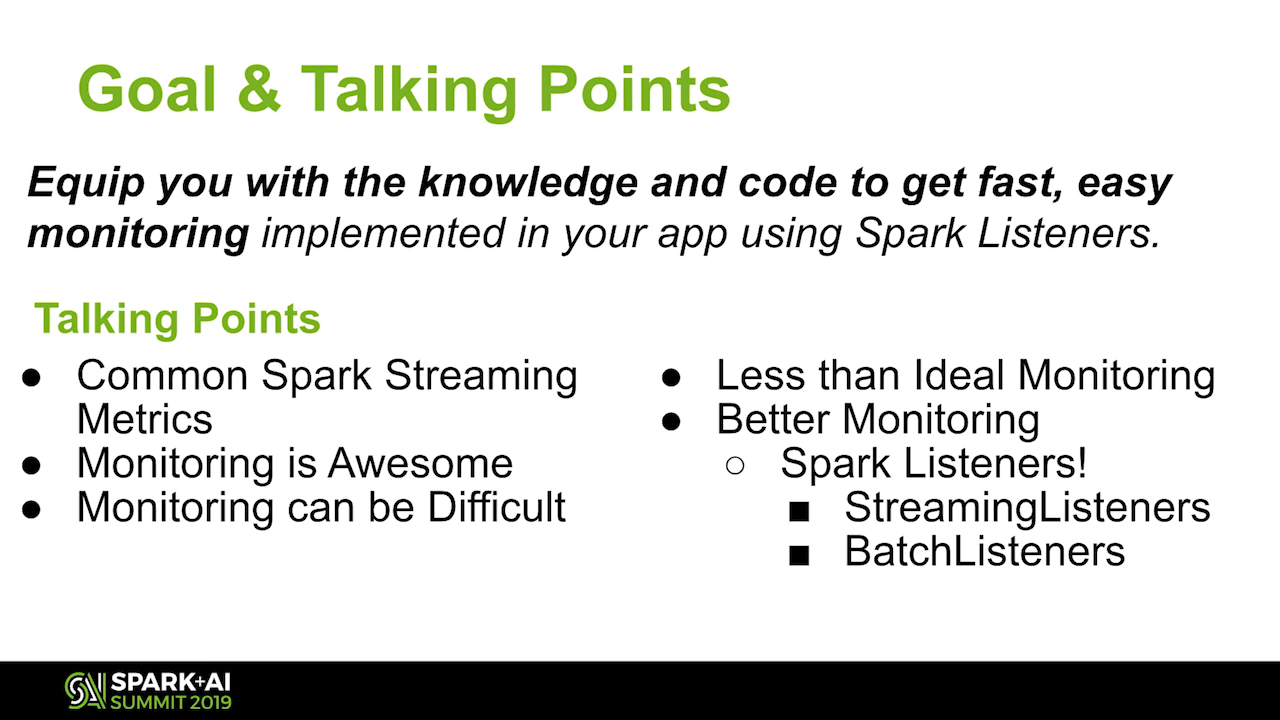 Goal & Talking Points
Equip you with the knowledge and code to get fast, easy
monitoring implemented in your app using Spark Listeners.
Talking Points
● Common Spark Streaming
Metrics
● Monitoring is Awesome
● Monitoring can be Difficult
● Less than Ideal Monitoring
● Better Monitoring
○ Spark Listeners!
■ StreamingListeners
■ BatchListeners
SPARK+AI
SUMMIT 2019